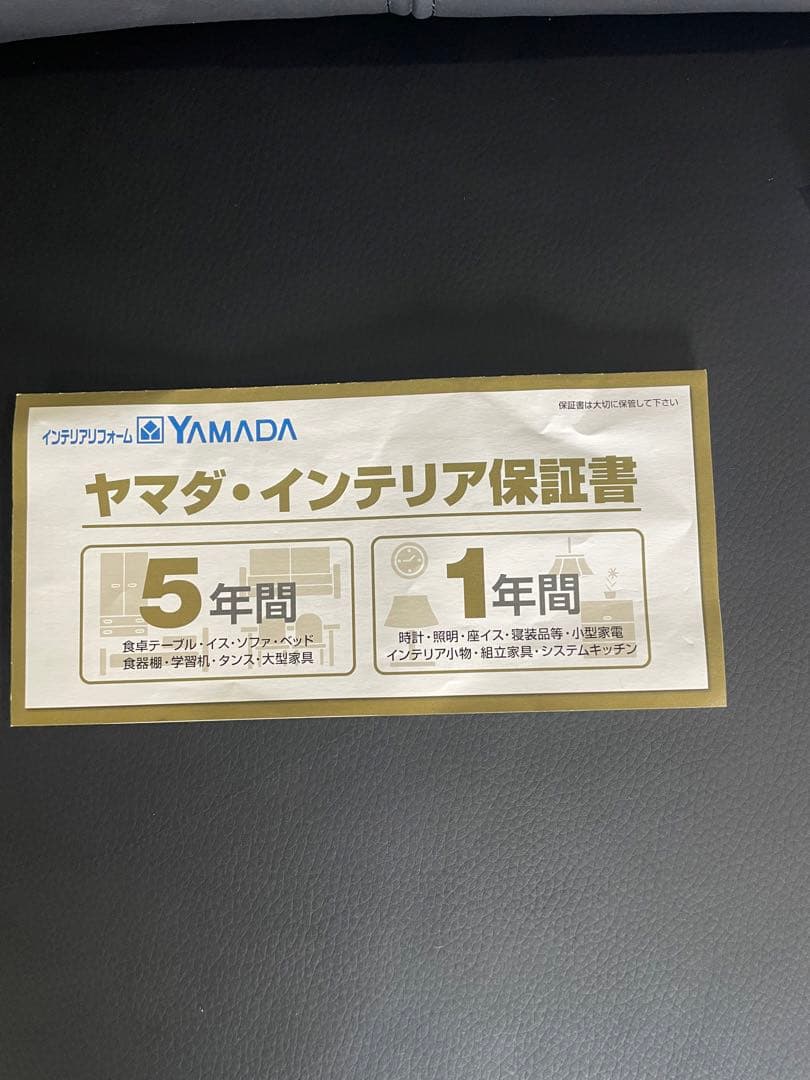 インテリアリフォーム YAMADA
保証書は大切に保管して下さい
ヤマダ・インテリア保証書
5年間
食卓テーブル・イス・ソファ・ベッド
食器棚・学習机・タンス・大型家具
1年間
時計・照明・座イス・寝装品等・小型家電
インテリア小物・組立家具・システムキッチン